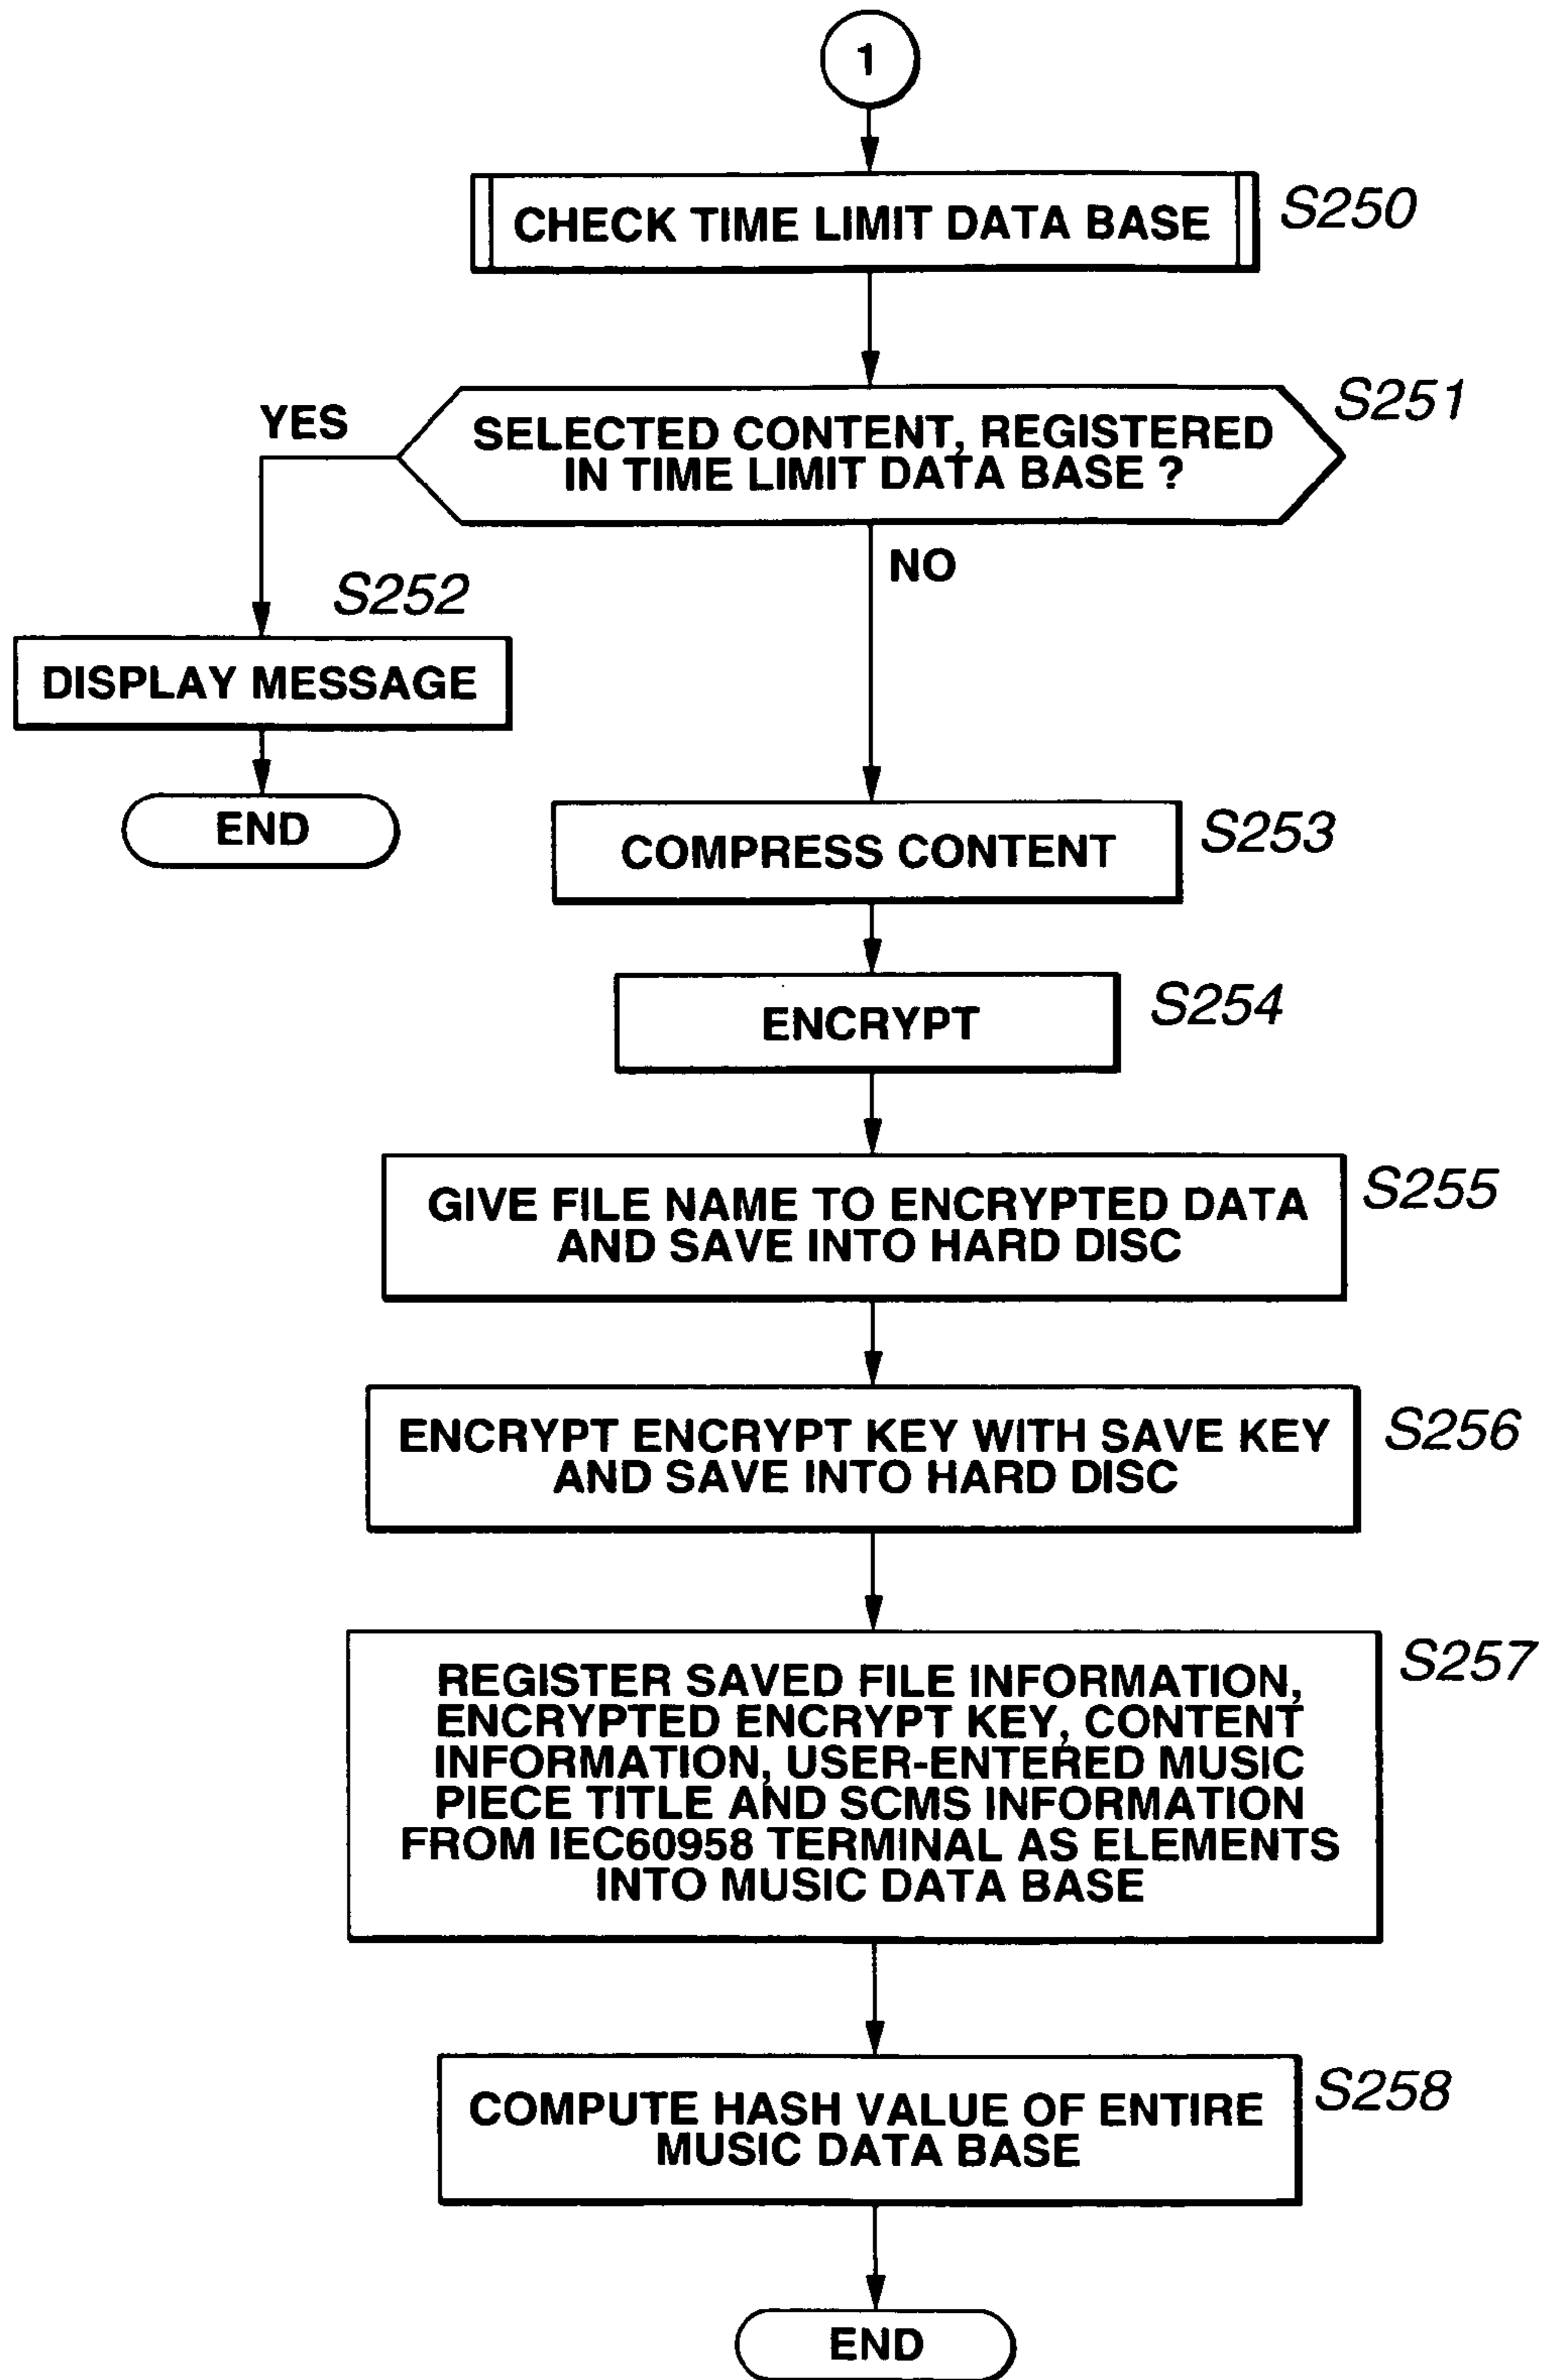 1
CHECK TIME LIMIT DATA BASE
S250
SELECTED CONTENT, REGISTERED
IN TIME LIMIT DATA BASE ?
S251
YES
NO
S252
DISPLAY MESSAGE
END
COMPRESS CONTENT
S253
ENCRYPT
S254
GIVE FILE NAME TO ENCRYPTED DATA
AND SAVE INTO HARD DISC
S255
ENCRYPT ENCRYPT KEY WITH SAVE KEY
AND SAVE INTO HARD DISC
S256
REGISTER SAVED FILE INFORMATION,
ENCRYPTED ENCRYPT KEY, CONTENT
INFORMATION, USER-ENTERED MUSIC
PIECE TITLE AND SCMS INFORMATION
FROM IEC60958 TERMINAL AS ELEMENTS
INTO MUSIC DATA BASE
S257
COMPUTE HASH VALUE OF ENTIRE
MUSIC DATA BASE
S258
END